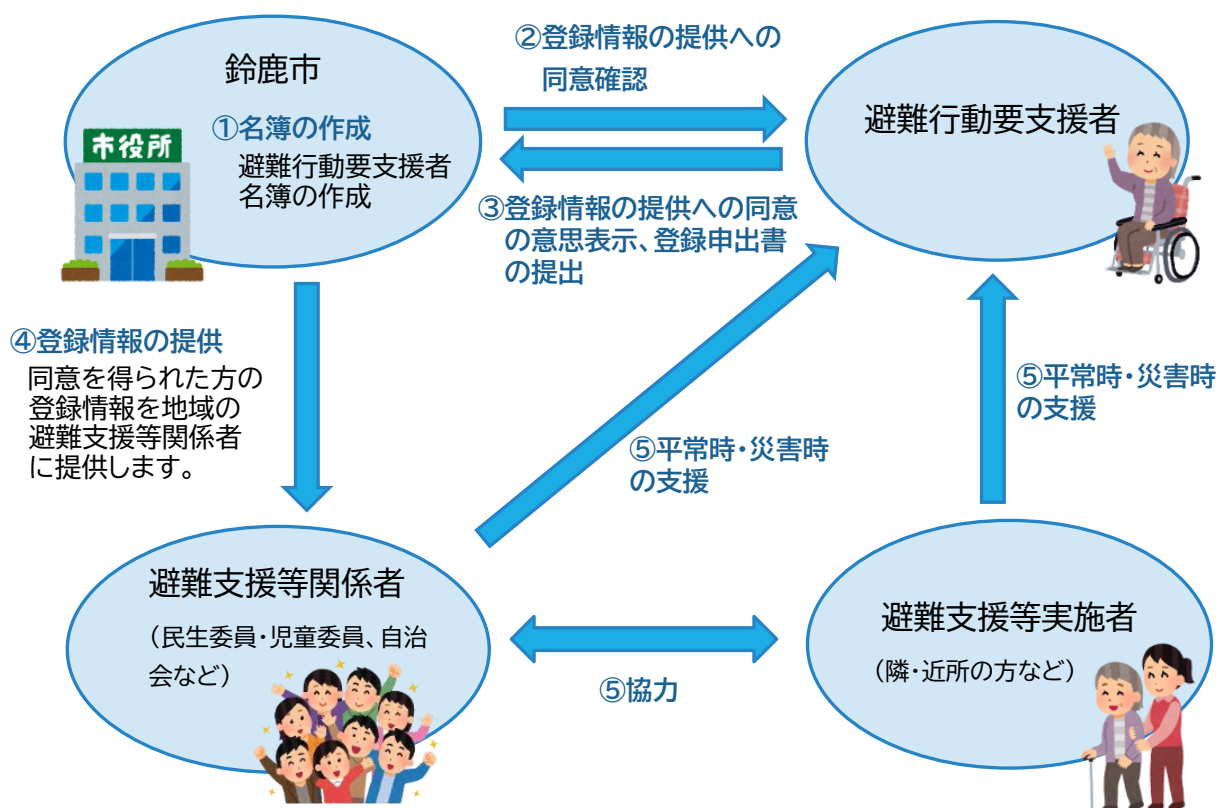 鈴鹿市
市役所
①名簿の作成
避難行動要支援者
名簿の作成
②登録情報の提供への
同意確認
避難行動要支援者
③登録情報の提供への同意
の意思表示、登録申出書
の提出
④登録情報の提供
同意を得られた方の
登録情報を地域の
避難支援等関係者
に提供します。
⑤平常時・災害時
の支援
⑤平常時・災害時
の支援
避難支援等関係者
（民生委員・児童委員、自治
会など）
⑤協力
避難支援等実施者
（隣・近所の方など）